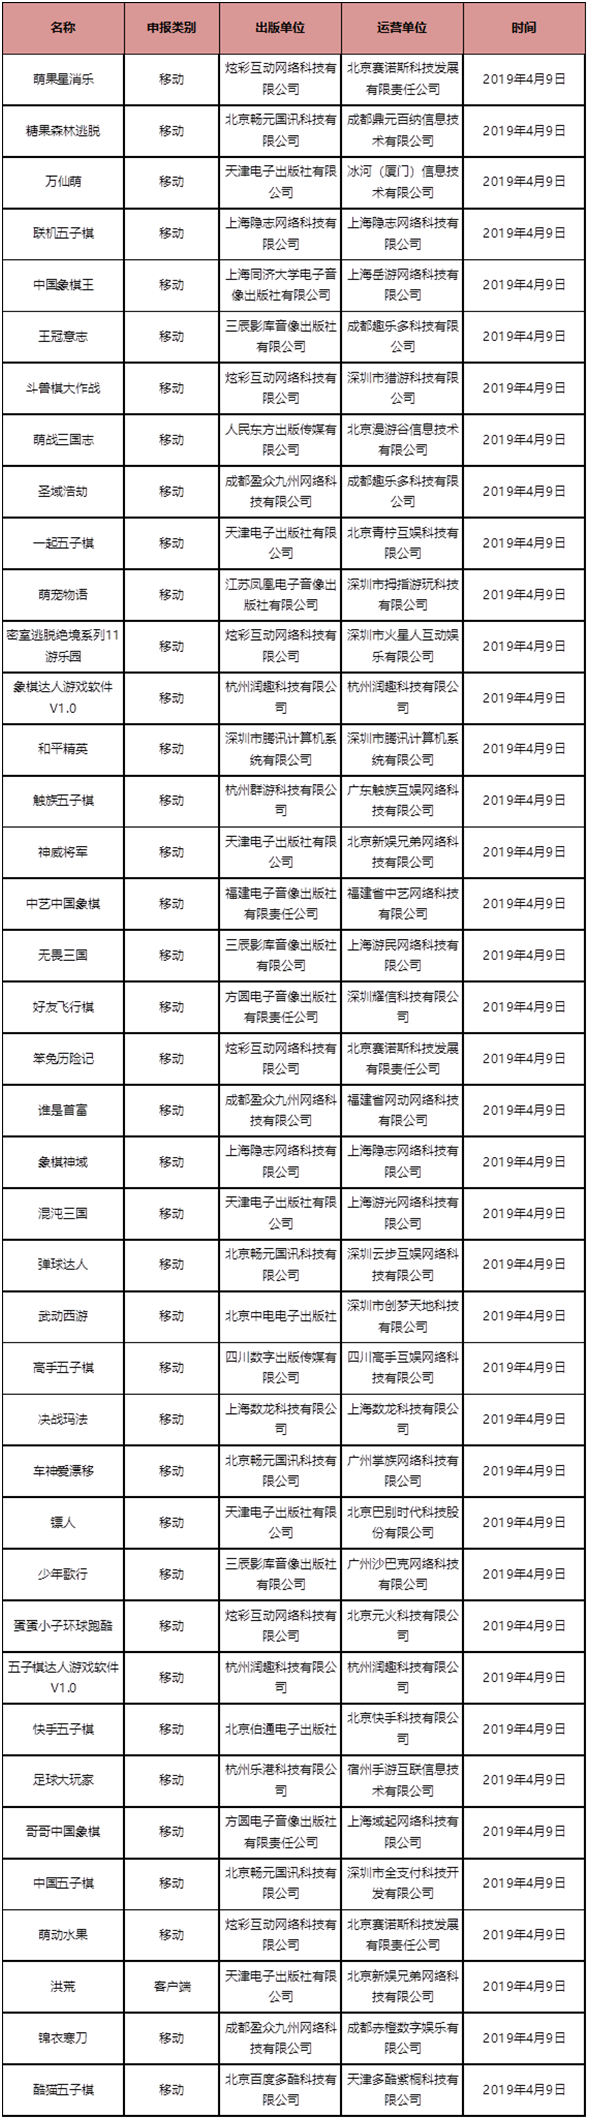 名称 申报类别 出版单位 运营单位 时间
萌果星消乐 移动 炫彩互动网络科技有限公司 北京赛诺斯科技发展有限责任公司 2019年4月9日
糖果森林逃脱 移动 北京畅元国讯科技有限公司 成都鼎元百纳信息技术有限公司 2019年4月9日
万仙萌 移动 天津电子出版社有限公司 冰河（厦门）信息技术有限公司 2019年4月9日
联机五子棋 移动 上海隐志网络科技有限公司 上海隐志网络科技有限公司 2019年4月9日
中国象棋王 移动 上海同济大学电子音像出版社有限公司 上海岳游网络科技有限公司 2019年4月9日
王冠意志 移动 三辰影库音像出版社有限公司 成都趣乐多科技有限公司 2019年4月9日
斗兽棋大作战 移动 炫彩互动网络科技有限公司 深圳市猎游科技有限公司 2019年4月9日
萌战三国志 移动 人民东方出版传媒有限公司 北京漫游谷信息技术有限公司 2019年4月9日
圣域浩劫 移动 成都盈众九州网络科技有限公司 成都趣乐多科技有限公司 2019年4月9日
一起五子棋 移动 天津电子出版社有限公司 北京青柠互娱科技有限公司 2019年4月9日
萌宠物语 移动 江苏凤凰电子音像出版社有限公司 深圳市拇指游玩科技有限公司 2019年4月9日
密室逃脱绝境系列11游乐园 移动 炫彩互动网络科技有限公司 深圳市火星人互动娱乐有限公司 2019年4月9日
象棋达人游戏软件V1.0 移动 杭州润趣科技有限公司 杭州润趣科技有限公司 2019年4月9日
和平精英 移动 深圳市腾讯计算机系统有限公司 深圳市腾讯计算机系统有限公司 2019年4月9日
触族五子棋 移动 杭州群游科技有限公司 广东触族互娱网络科技有限公司 2019年4月9日
神威将军 移动 天津电子出版社有限公司 北京新娱兄弟网络科技有限公司 2019年4月9日
中艺中国象棋 移动 福建电子音像出版社有限责任公司 福建省中艺网络科技有限公司 2019年4月9日
无畏三国 移动 三辰影库音像出版社有限公司 上海游民网络科技有限公司 2019年4月9日
好友飞行棋 移动 方圆电子音像出版社有限责任公司 深圳耀信科技有限公司 2019年4月9日
笨兔历险记 移动 炫彩互动网络科技有限公司 北京赛诺斯科技发展有限责任公司 2019年4月9日
谁是首富 移动 成都盈众九州网络科技有限公司 福建省网动网络科技有限公司 2019年4月9日
象棋神域 移动 上海隐志网络科技有限公司 上海隐志网络科技有限公司 2019年4月9日
混沌三国 移动 天津电子出版社有限公司 上海游光网络科技有限公司 2019年4月9日
弹球达人 移动 北京畅元国讯科技有限公司 深圳云步互娱网络科技有限公司 2019年4月9日
武动西游 移动 北京中电电子出版社 深圳市创梦天地科技有限公司 2019年4月9日
高手五子棋 移动 四川数字出版传媒有限公司 四川高手互娱网络科技有限公司 2019年4月9日
决战玛法 移动 上海数龙科技有限公司 上海数龙科技有限公司 2019年4月9日
车神爱漂移 移动 北京畅元国讯科技有限公司 广州掌族网络科技有限公司 2019年4月9日
镖人 移动 天津电子出版社有限公司 北京巴别时代科技股份有限公司 2019年4月9日
少年歌行 移动 三辰影库音像出版社有限公司 广州沙巴克网络科技有限公司 2019年4月9日
蛋蛋小子环球跑酷 移动 炫彩互动网络科技有限公司 北京元火科技有限公司 2019年4月9日
五子棋达人游戏软件V1.0 移动 杭州润趣科技有限公司 杭州润趣科技有限公司 2019年4月9日
快手五子棋 移动 北京伯通电子出版社 北京快手科技有限公司 2019年4月9日
足球大玩家 移动 杭州乐港科技有限公司 宿州手游互联信息技术有限公司 2019年4月9日
哥哥中国象棋 移动 方圆电子音像出版社有限责任公司 上海域起网络科技有限公司 2019年4月9日
中国五子棋 移动 北京畅元国讯科技有限公司 深圳市全支付科技开发有限公司 2019年4月9日
萌动水果 移动 炫彩互动网络科技有限公司 北京赛诺斯科技发展有限责任公司 2019年4月9日
洪荒 客户端 天津电子出版社有限公司 北京新娱兄弟网络科技有限公司 2019年4月9日
锦衣寒刀 移动 成都盈众九州网络科技有限公司 成都赤橙数字娱乐有限公司 2019年4月9日
酷猫五子棋 移动 北京百度多酷科技有限公司 天津多酷紫桐科技有限公司 2019年4月9日